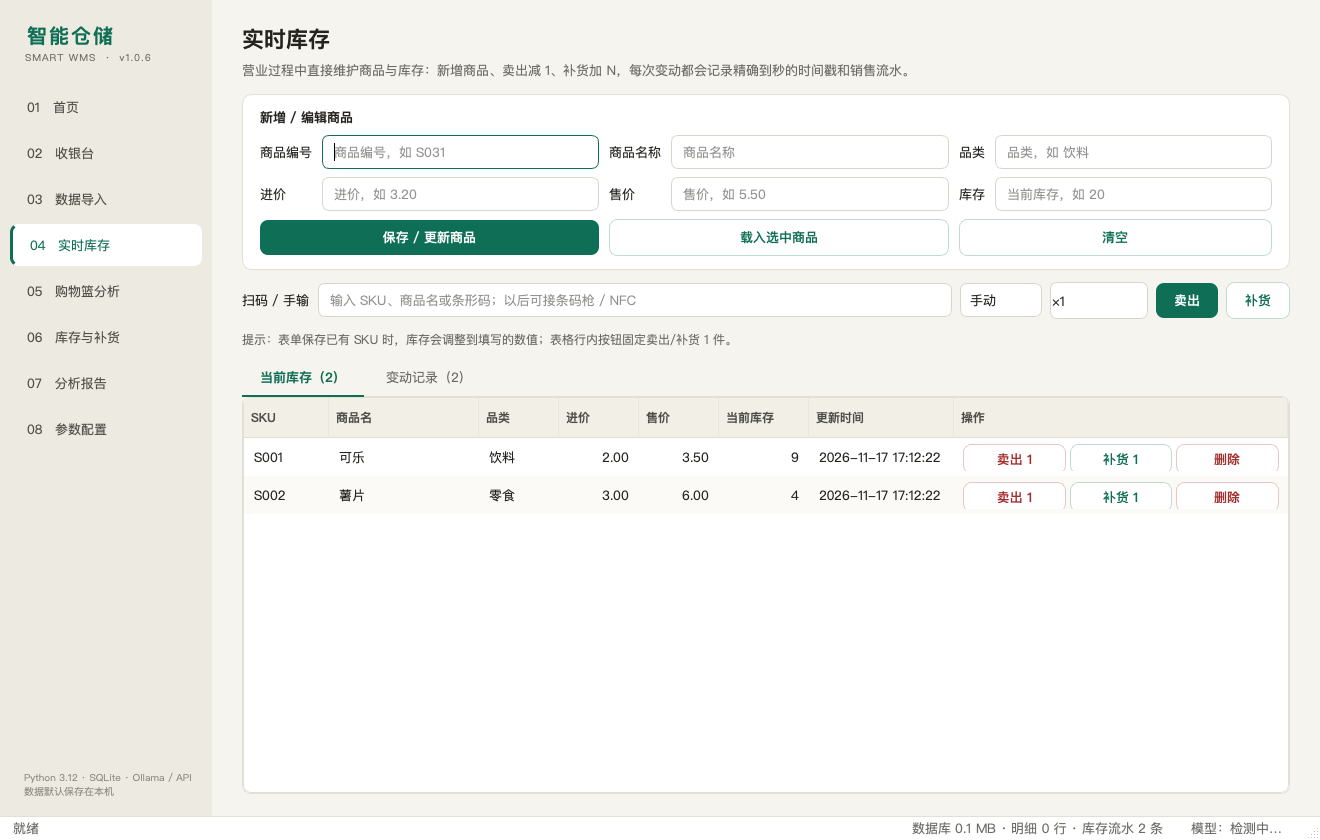 智能仓储
SMART WMS · v1.0.6
01 首页
02 收银台
03 数据导入
04 实时库存
05 购物篮分析
06 库存与补货
07 分析报告
08 参数配置
Python 3.12 · SQLite · Ollama / API
数据默认保存在本机
实时库存
营业过程中直接维护商品与库存：新增商品、卖出减 1、补货加 N，每次变动都会记录精确到秒的时间戳和销售流水。
新增 / 编辑商品
商品编号 商品编号，如 S031 商品名称 商品名称 品类 品类，如 饮料
进价 进价，如 3.20 售价 售价，如 5.50 库存 当前库存，如 20
保存 / 更新商品 载入选中商品 清空
扫码 / 手输 输入 SKU、商品名或条形码；以后可接条码枪 / NFC 手动 ×1 卖出 补货
提示：表单保存已有 SKU 时，库存会调整到填写的数值；表格行内按钮固定卖出/补货 1 件。
当前库存（2） 变动记录（2）
SKU 商品名 品类 进价 售价 当前库存 更新时间 操作
S001 可乐 饮料 2.00 3.50 9 2026-11-17 17:12:22 卖出 1 补货 1 删除
S002 薯片 零食 3.00 6.00 4 2026-11-17 17:12:22 卖出 1 补货 1 删除
就绪 数据库 0.1 MB · 明细 0 行 · 库存流水 2 条 模型：检测中…